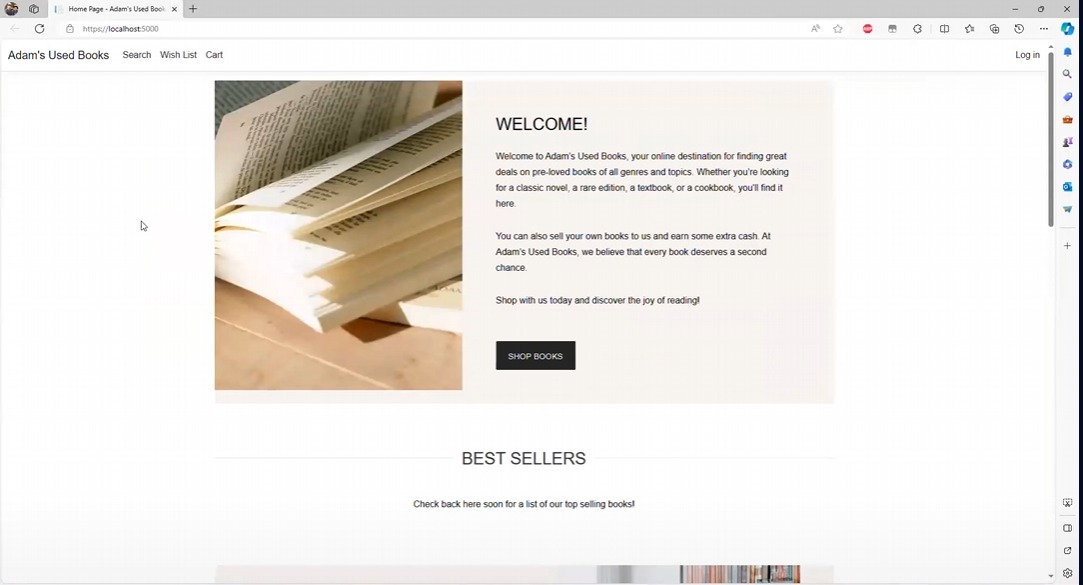 Home Page - Adam's Used Book
https://localhost:5000
Adam's Used Books Search Wish List Cart Log in
WELCOME!
Welcome to Adam's Used Books, your online destination for finding great
deals on pre-loved books of all genres and topics. Whether you're looking
for a classic novel, a rare edition, a textbook, or a cookbook, you'll find it
here.
You can also sell your own books to us and earn some extra cash. At
Adam's Used Books, we believe that every book deserves a second
chance.
Shop with us today and discover the joy of reading!
SHOP BOOKS
BEST SELLERS
Check back here soon for a list of our top selling books!